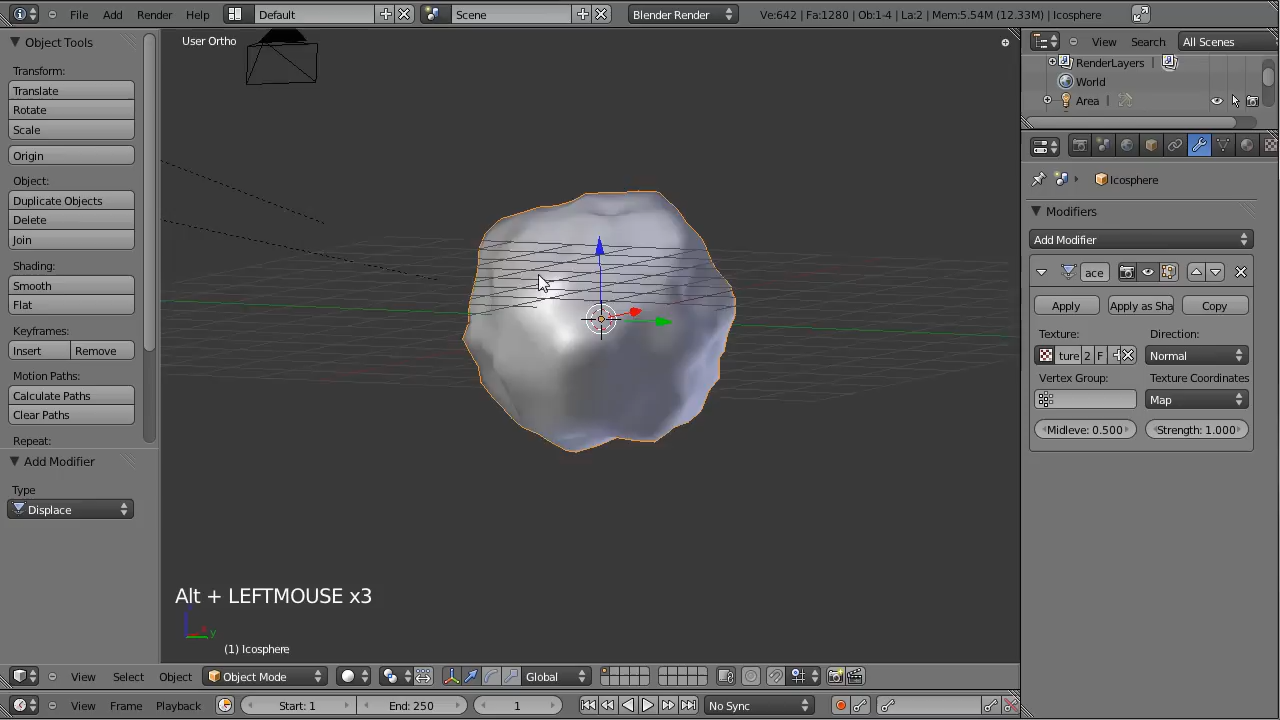 File Add Render Help Default Scene Blender Render Ve:642 | Fa:1280 | Ob:1-4 | La:2 | Mem:5.54M (12.33M) | Icosphere
Object Tools
Transform:
Translate
Rotate
Scale
Origin
Object:
Duplicate Objects
Delete
Join
Shading:
Smooth
Flat
Keyframes:
Insert Remove
Motion Paths:
Calculate Paths
Clear Paths
Repeat:
Add Modifier
Type
Displace
User Ortho
Alt + LEFTMOUSE x3
y
(1) Icosphere
View Search All Scenes
RenderLayers |
World
Area |
Icosphere
Modifiers
Add Modifier
ace
Apply Apply as Sha Copy
Texture: Direction:
ture 2 F Normal
Vertex Group: Texture Coordinates
Map
Midleve: 0.500 Strength: 1.000
View Select Object Object Mode Global
View Frame Playback Start: 1 End: 250 1 No Sync